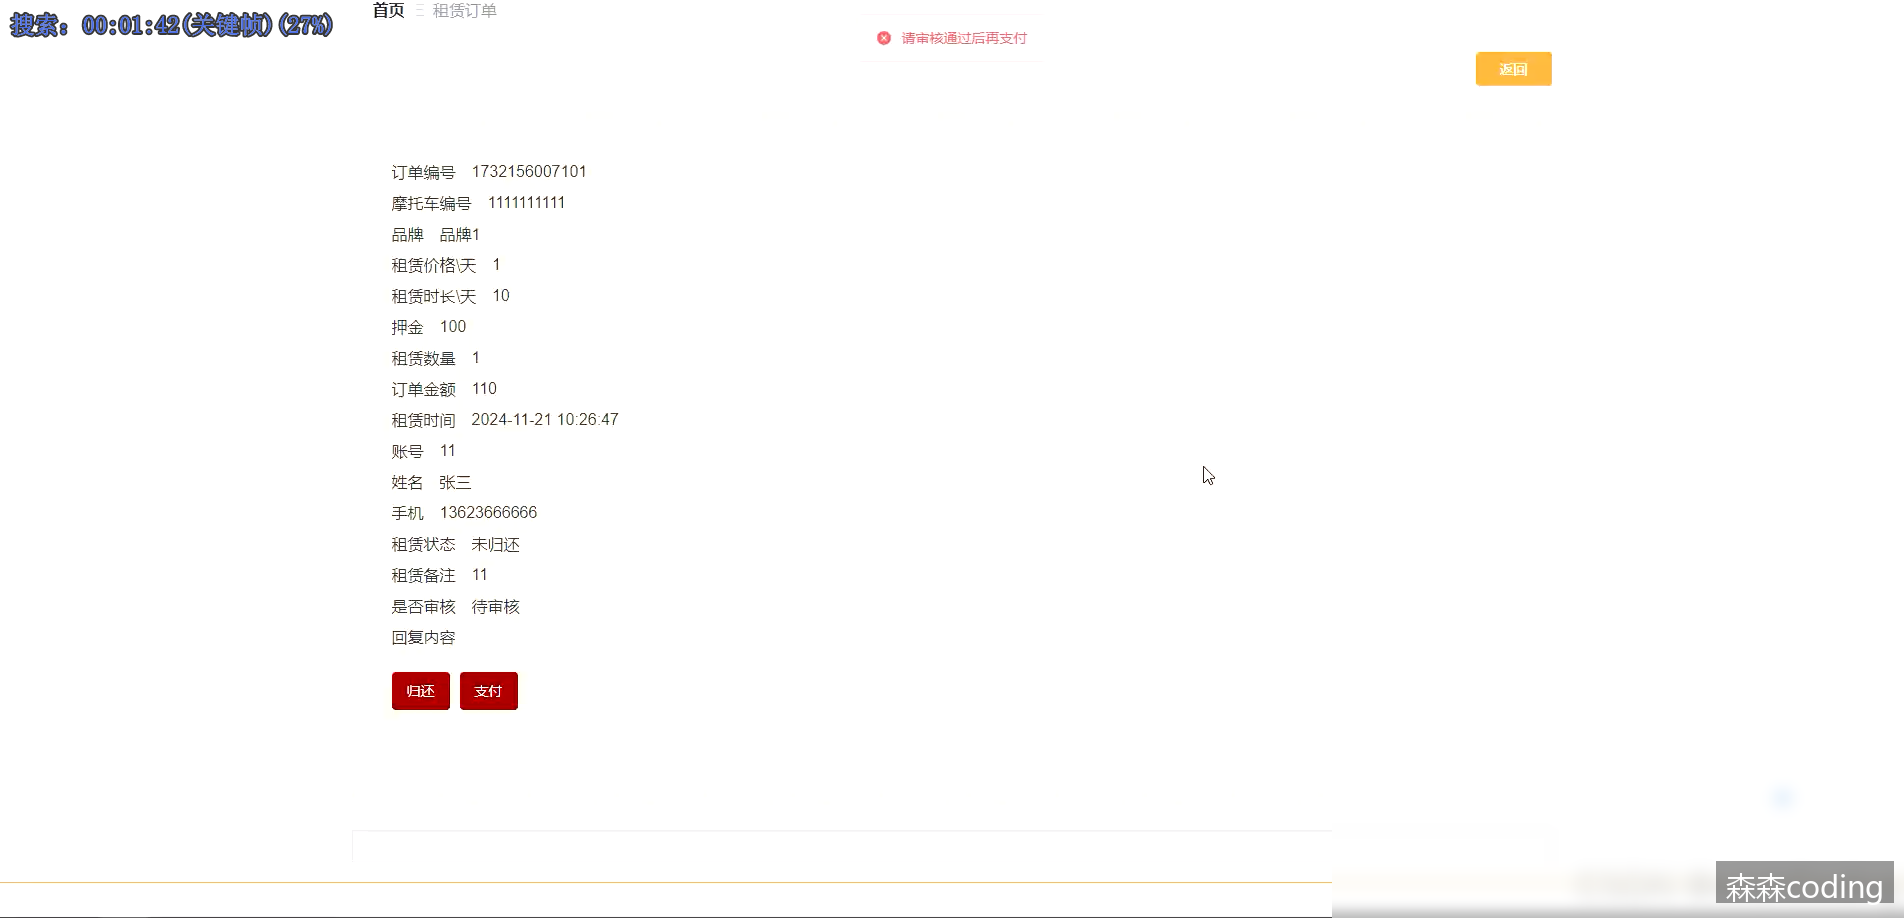 搜索: 00:01:42(关键帧)(27%)
首页 租赁订单
请审核通过后再支付
返回
订单编号 1732156007101
摩托车编号 1111111111
品牌 品牌1
租赁价格\天 1
租赁时长\天 10
押金 100
租赁数量 1
订单金额 110
租赁时间 2024-11-21 10:26:47
账号 11
姓名 张三
手机 13623666666
租赁状态 未归还
租赁备注 11
是否审核 待审核
回复内容
归还 支付
森森coding